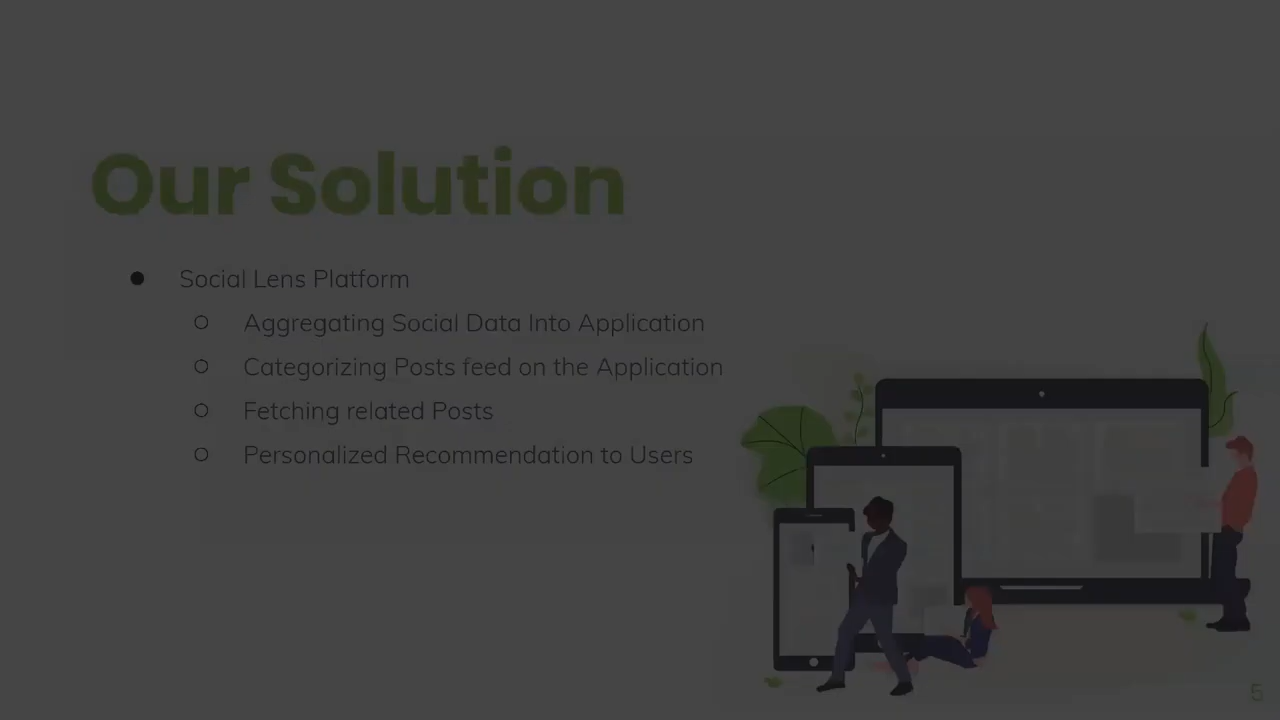 Our Solution
● Social Lens Platform
○ Aggregating Social Data Into Application
○ Categorizing Posts feed on the Application
○ Fetching related Posts
○ Personalized Recommendation to Users
5